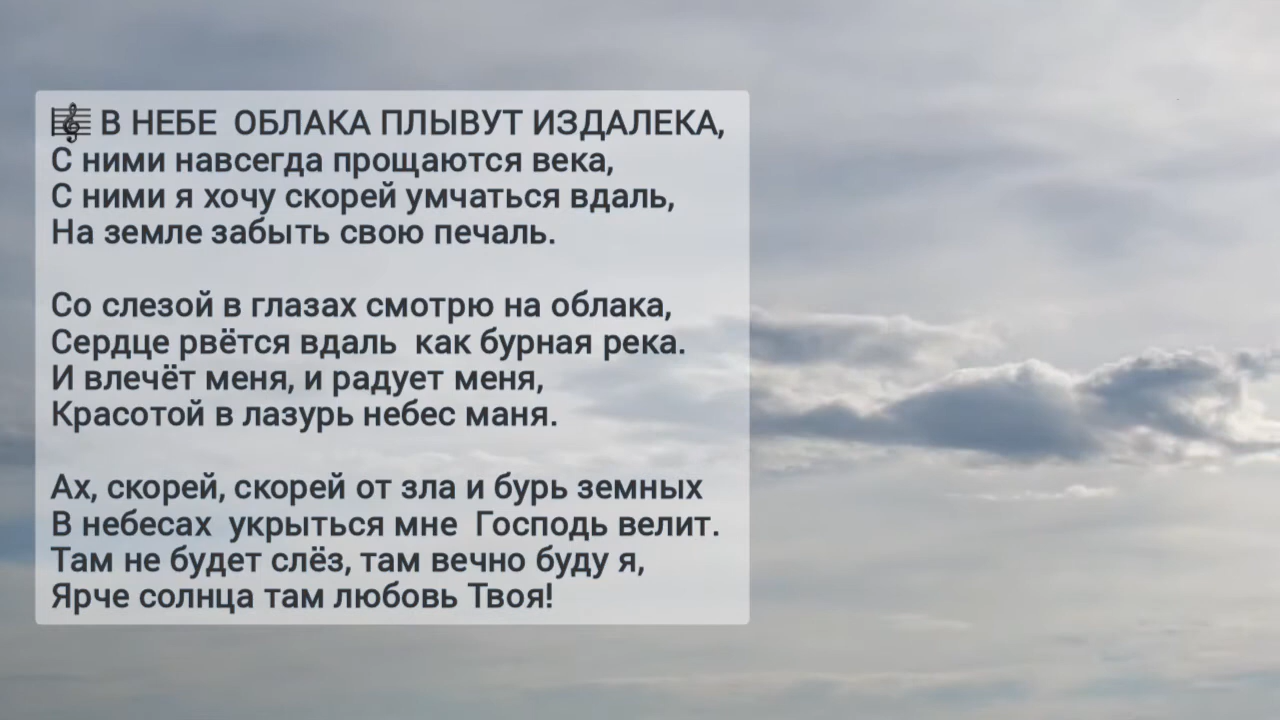 🎼 В НЕБЕ  ОБЛАКА ПЛЫВУТ ИЗДАЛЕКА,
С ними навсегда прощаются века,
С ними я хочу скорей умчаться вдаль,
На земле забыть свою печаль.

Со слезой в глазах смотрю на облака,
Сердце рвётся вдаль  как бурная река.
И влечёт меня, и радует меня,
Красотой в лазурь небес маня.

Ах, скорей, скорей от зла и бурь земных
В небесах  укрыться мне  Господь велит.
Там не будет слёз, там вечно буду я,
Ярче солнца там любовь Твоя!